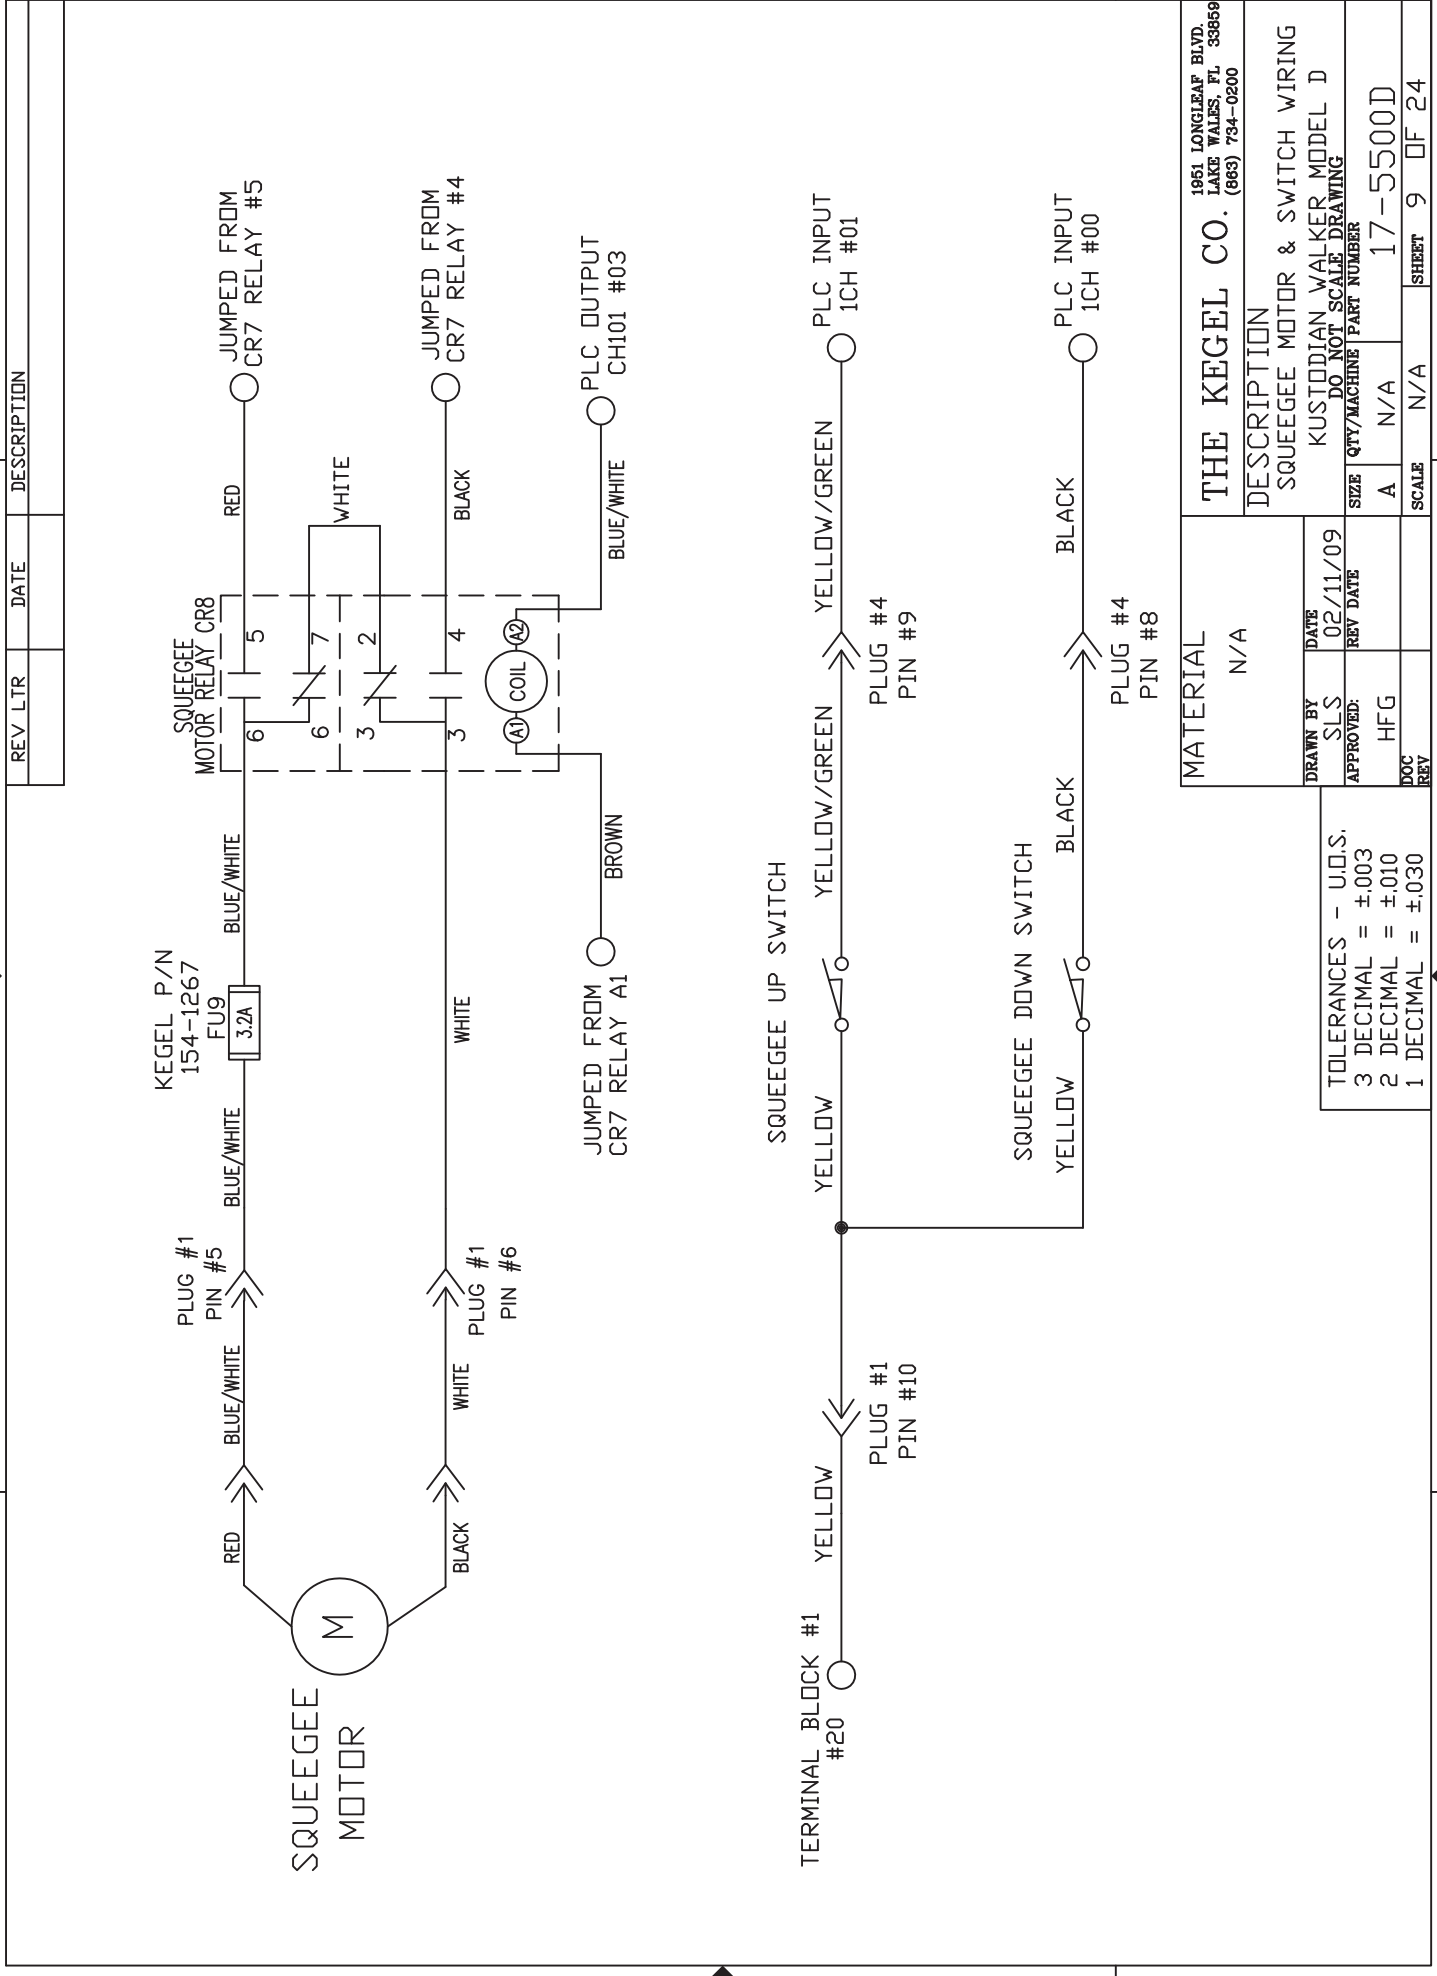 REV LTR
DATE
DESCRIPTION
SQUEEGEE
MOTOR
M
RED
BLACK
BLUE/WHITE
WHITE
PLUG #1
PIN #5
PLUG #1
PIN #6
BLUE/WHITE
KEGEL P/N
154-1267
FU9
3.2A
BLUE/WHITE
WHITE
SQUEEGEE
MOTOR RELAY CR8
6
5
6
7
3
2
3
4
A1
COIL
A2
WHITE
RED
BLACK
JUMPED FROM
CR7 RELAY #5
JUMPED FROM
CR7 RELAY #4
JUMPED FROM
CR7 RELAY A1
BROWN
BLUE/WHITE
PLC OUTPUT
CH101 #03
TERMINAL BLOCK #1
#20
YELLOW
PLUG #1
PIN #10
SQUEEGEE UP SWITCH
YELLOW
YELLOW/GREEN
PLUG #4
PIN #9
YELLOW/GREEN
PLC INPUT
1CH #01
SQUEEGEE DOWN SWITCH
YELLOW
BLACK
PLUG #4
PIN #8
BLACK
PLC INPUT
1CH #00
TOLERANCES - U.O.S.
3 DECIMAL = ±.003
2 DECIMAL = ±.010
1 DECIMAL = ±.030
MATERIAL
N/A
DRAWN BY
SLS
DATE
02/11/09
APPROVED:
HFG
REV DATE
DOC
REV
THE KEGEL CO.
1951 LONGLEAF BLVD.
LAKE WALES, FL 33859
(863) 734-0200
DESCRIPTION
SQUEEGEE MOTOR & SWITCH WIRING
KUSTODIAN WALKER MODEL D
DO NOT SCALE DRAWING
SIZE
A
QTY/MACHINE
N/A
PART NUMBER
17-5500D
SCALE
N/A
SHEET 9 OF 24